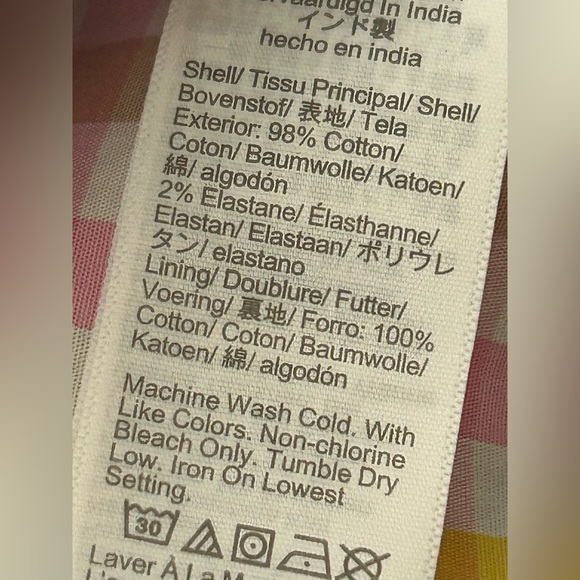 In India
インド製
hecho en india
Shell/ Tissu Principal/ Shell/
Bovenstof/ 表地/ Tela
Exterior: 98% Cotton/
Coton/ Baumwolle/ Katoen/
綿/ algodón
2% Elastane/ Élasthanne/
Elastan/ Elastaan/ ポリウレ
タン/ elastano
Lining/ Doublure/ Futter/
Voering/ 裏地/ Forro: 100%
Cotton/ Coton/ Baumwolle/
Katoen/ 綿/ algodón
Machine Wash Cold. With
Like Colors. Non-chlorine
Bleach Only. Tumble Dry
Low. Iron On Lowest
Setting.
30
Laver À La